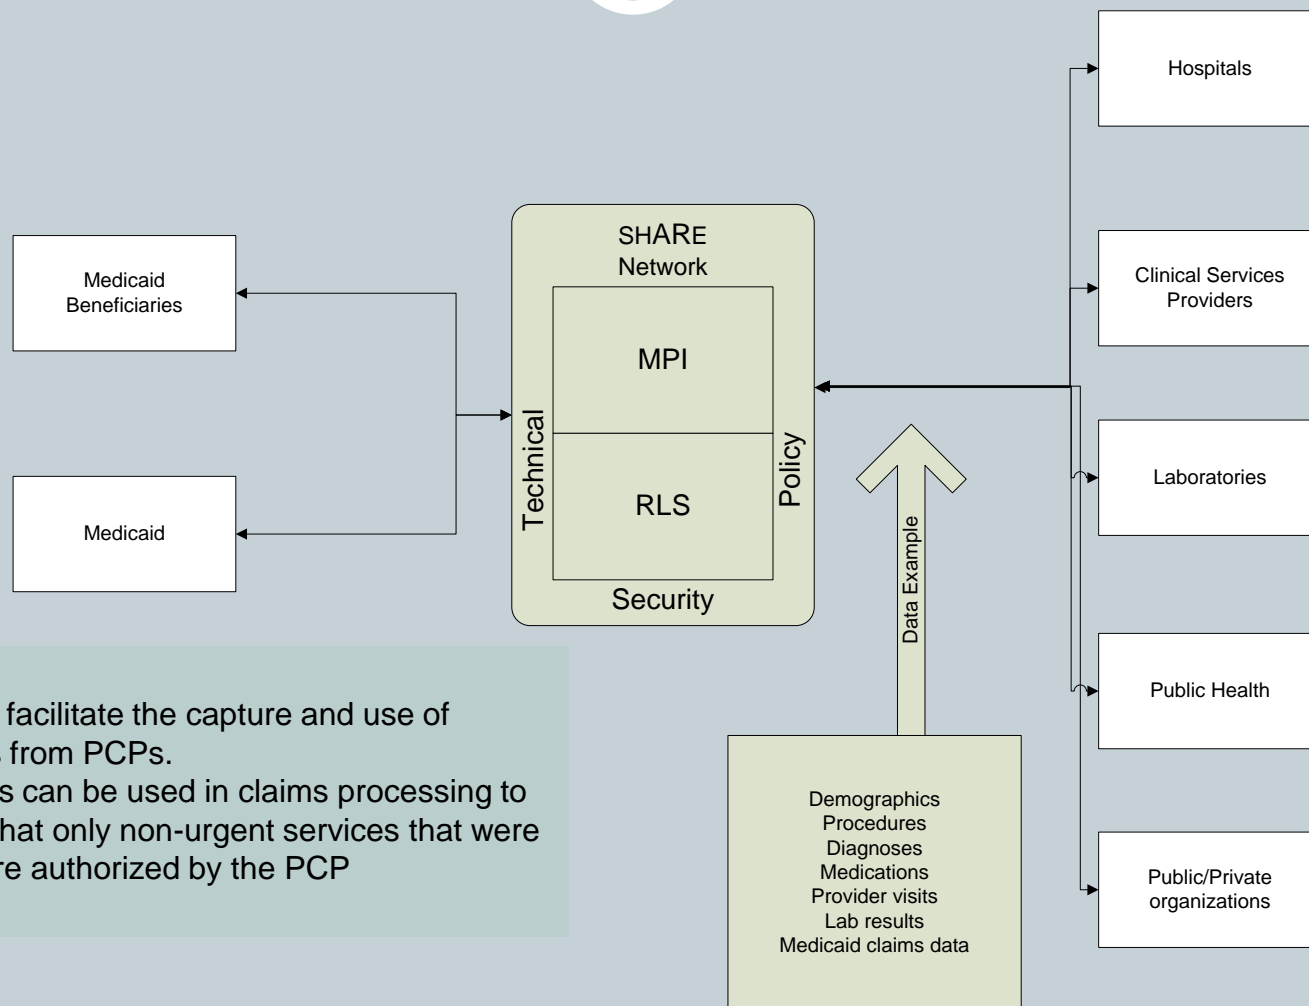 Hospitals
SHARE
Network
Clinical Services
Providers
Medicaid
Beneficiaries
MPI
Technical
Policy
RLS
Laboratories
Medicaid
Data Example
Security
Public Health
facilitate the capture and use of
from PCPs.
can be used in claims processing to
that only non-urgent services that were
authorized by the PCP
Demographics
Procedures
Diagnoses
Medications
Provider visits
Lab results
Medicaid claims data
Public/Private
organizations